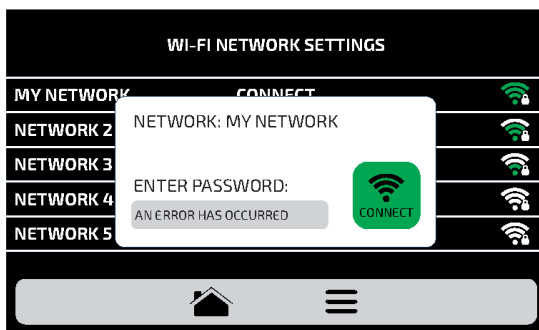 WI-FI NETWORK SETTINGS
MY NETWORK CONNECT
NETWORK 2
NETWORK 3
NETWORK 4
NETWORK 5
NETWORK: MY NETWORK
ENTER PASSWORD:
AN ERROR HAS OCCURRED
CONNECT